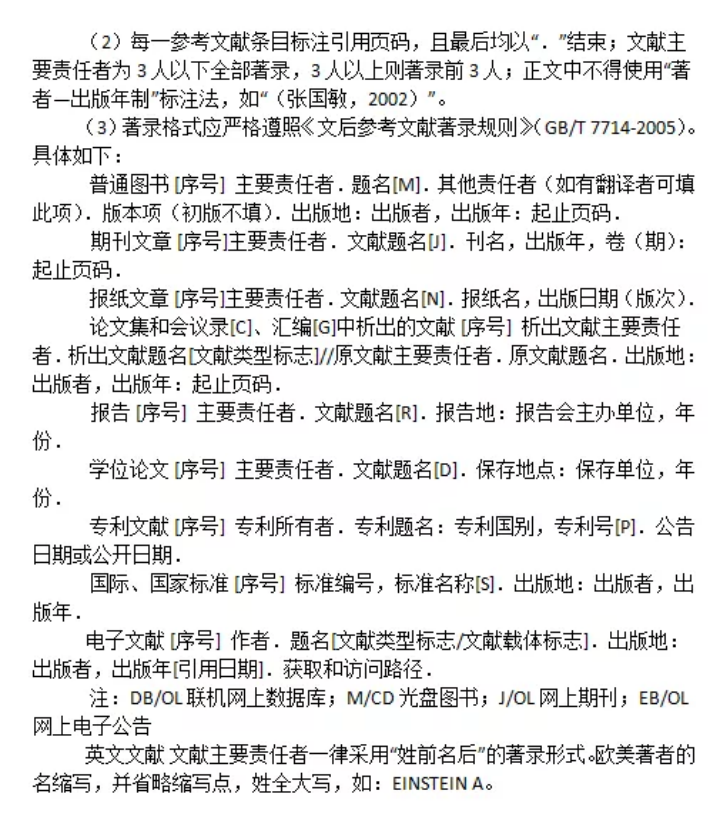 （2）每一参考文献条目标注引用页码，且最后均以“．”结束；文献主
要责任者为 3 人以下全部著录，3 人以上则著录前 3 人；正文中不得使用“著
者—出版年制”标注法，如“（张国敏，2002）”。
（3）著录格式应严格遵照《文后参考文献著录规则》（GB/T 7714-2005）。
具体如下：
普通图书 [序号] 主要责任者．题名[M]．其他责任者（如有翻译者可填
此项）．版本项（初版不填）．出版地：出版者，出版年：起止页码．
期刊文章 [序号]主要责任者．文献题名[J]．刊名，出版年，卷（期）：
起止页码．
报纸文章 [序号]主要责任者．文献题名[N]．报纸名，出版日期（版次）．
论文集和会议录[C]、汇编[G]中析出的文献 [序号] 析出文献主要责任
者．析出文献题名[文献类型标志]//原文献主要责任者．原文献题名．出版地：
出版者，出版年：起止页码．
报告 [序号] 主要责任者．文献题名[R]．报告地：报告会主办单位，年
份．
学位论文 [序号] 主要责任者．文献题名[D]．保存地点：保存单位，年
份．
专利文献 [序号] 专利所有者．专利题名：专利国别，专利号[P]．公告
日期或公开日期．
国际、国家标准 [序号] 标准编号，标准名称[S]．出版地：出版者，出
版年．
电子文献 [序号] 作者．题名[文献类型标志/文献载体标志]．出版地：
出版者，出版年[引用日期]．获取和访问路径．
注：DB/OL 联机网上数据库；M/CD 光盘图书；J/OL 网上期刊；EB/OL
网上电子公告
英文文献 文献主要责任者一律采用“姓前名后”的著录形式。欧美著者的
名缩写，并省略缩写点，姓全大写，如：EINSTEIN A。